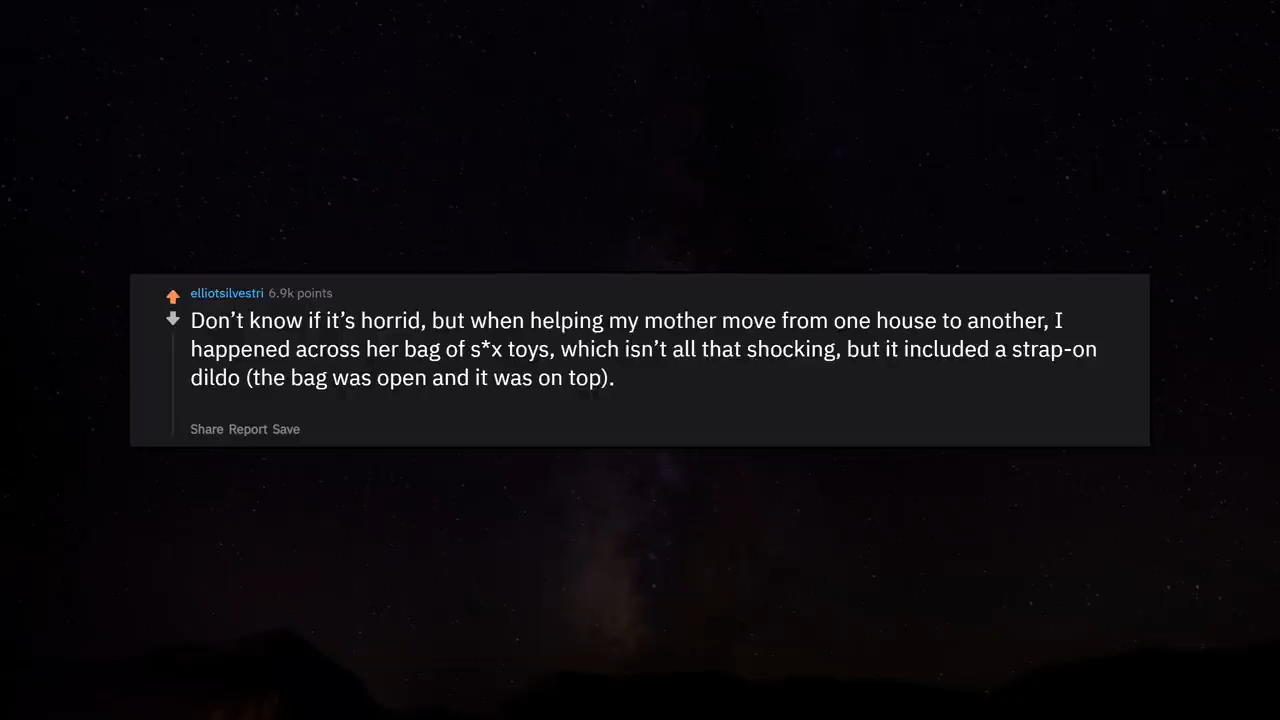 elliotsilvestri 6.9k points
Don’t know if it’s horrid, but when helping my mother move from one house to another, I
happened across her bag of s*x toys, which isn’t all that shocking, but it included a strap-on
dildo (the bag was open and it was on top).
Share Report Save